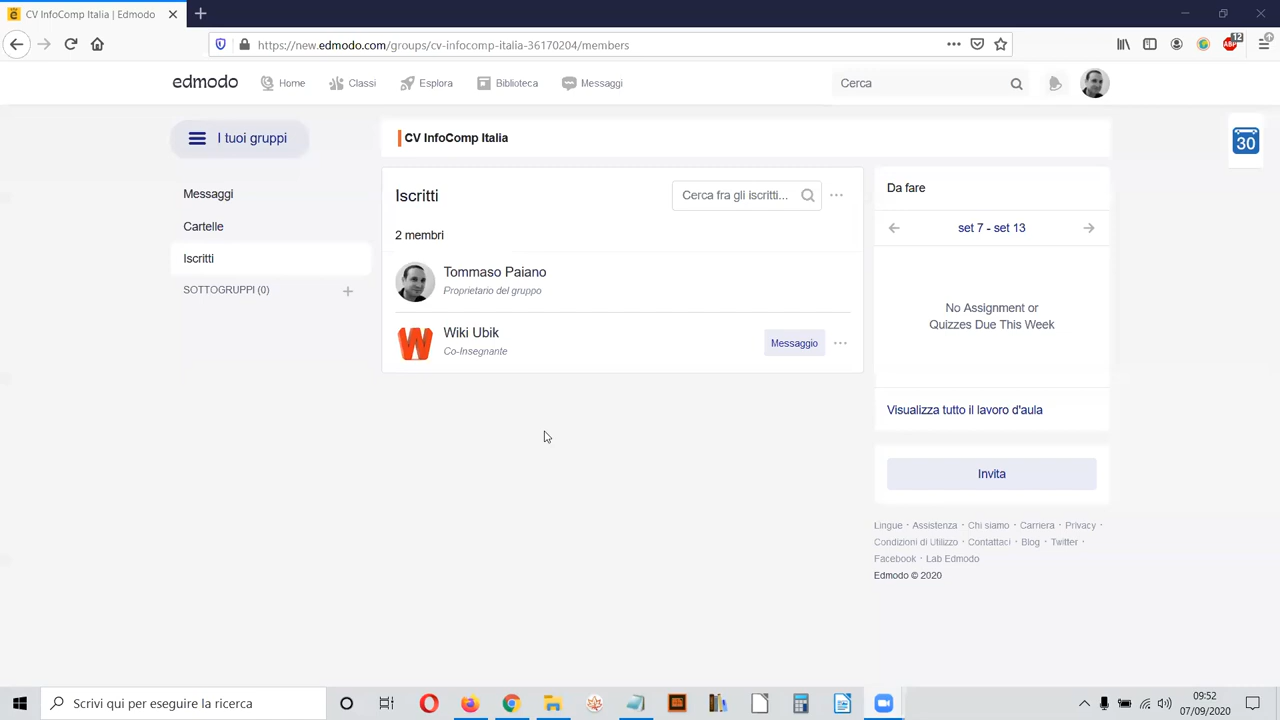 CV InfoComp Italia | Edmodo
https://new.edmodo.com/groups/cv-infocomp-italia-36170204/members
ABP
12
edmodo
Home
Classi
Esplora
Biblioteca
Messaggi
Cerca
I tuoi gruppi
CV InfoComp Italia
30
Messaggi
Cartelle
Iscritti
SOTTOGRUPPI (0)
Iscritti
Cerca fra gli iscritti...
2 membri
Tommaso Paiano
Proprietario del gruppo
W
Wiki Ubik
Co-Insegnante
Messaggio
Da fare
set 7 - set 13
No Assignment or
Quizzes Due This Week
Visualizza tutto il lavoro d'aula
Invita
Lingue · Assistenza · Chi siamo · Carriera · Privacy ·
Condizioni di Utilizzo · Contattaci · Blog · Twitter ·
Facebook · Lab Edmodo
Edmodo © 2020
Scrivi qui per eseguire la ricerca
09:52
07/09/2020